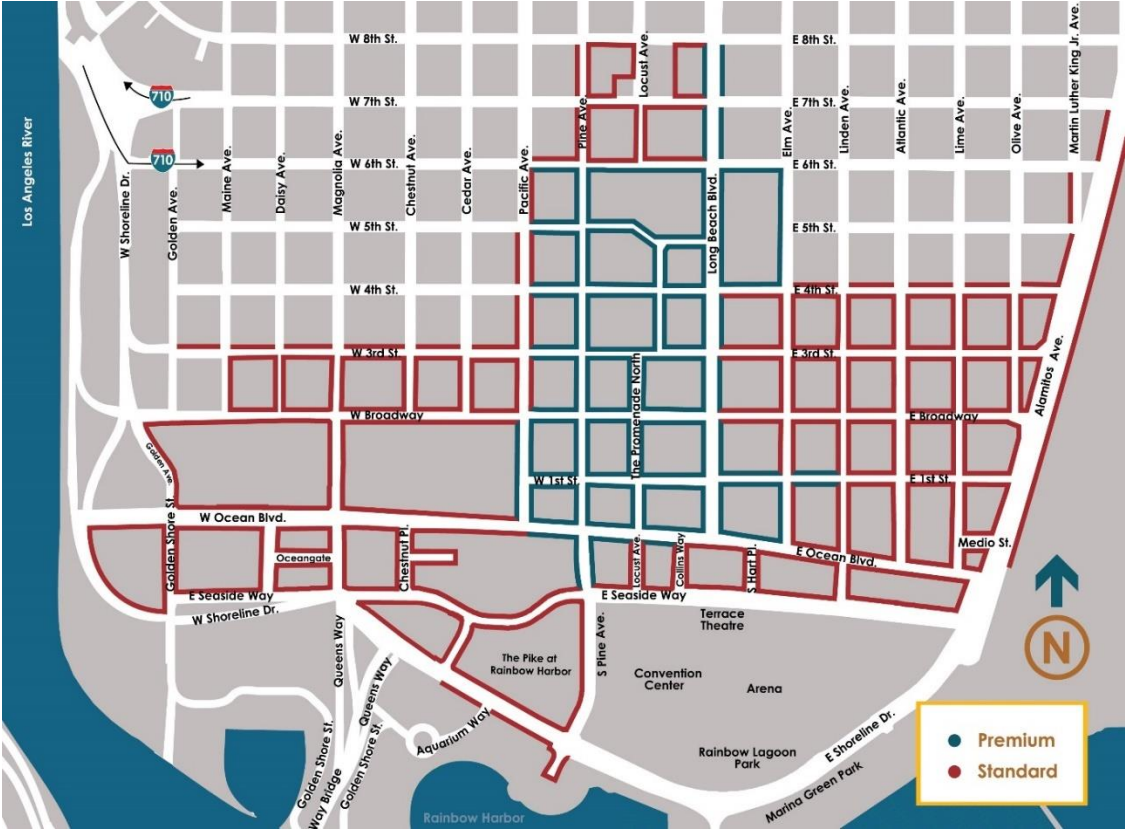 W 8th St.
E 8th St.
W 7th St.
E 7th St.
W 6th St.
E 6th St.
W 5th St.
E 5th St.
W 4th St.
E 4th St.
W 3rd St.
E 3rd St.
W Broadway
E Broadway
W 1st St.
E 1st St.
W Ocean Blvd.
E Ocean Blvd.
Medio St.
Oceangate
E Seaside Way
E Seaside Way
W Shoreline Dr.
710
710
Los Angeles River
W Shoreline Dr.
Golden Ave.
Maine Ave.
Daisy Ave.
Magnolia Ave.
Chestnut Ave.
Cedar Ave.
Pacific Ave.
Pine Ave.
Locust Ave.
The Promenade North
Long Beach Blvd.
Elm Ave.
Linden Ave.
Atlantic Ave.
Lime Ave.
Olive Ave.
Martin Luther King Jr. Ave.
Alamitos Ave.
Golden Ave.
Golden Shore St.
Chestnut Pl.
Locust Ave.
Collins Way
S Hart Pl.
S Pine Ave.
Queens Way
Queens Way
Golden Shore St.
Golden Shore St.
Way Bridge
Aquarium Way
The Pike at
Rainbow Harbor
Terrace
Theatre
Convention
Center
Arena
Rainbow Lagoon
Park
E Shoreline Dr.
Marina Green Park
Rainbow Harbor
N
Premium
Standard